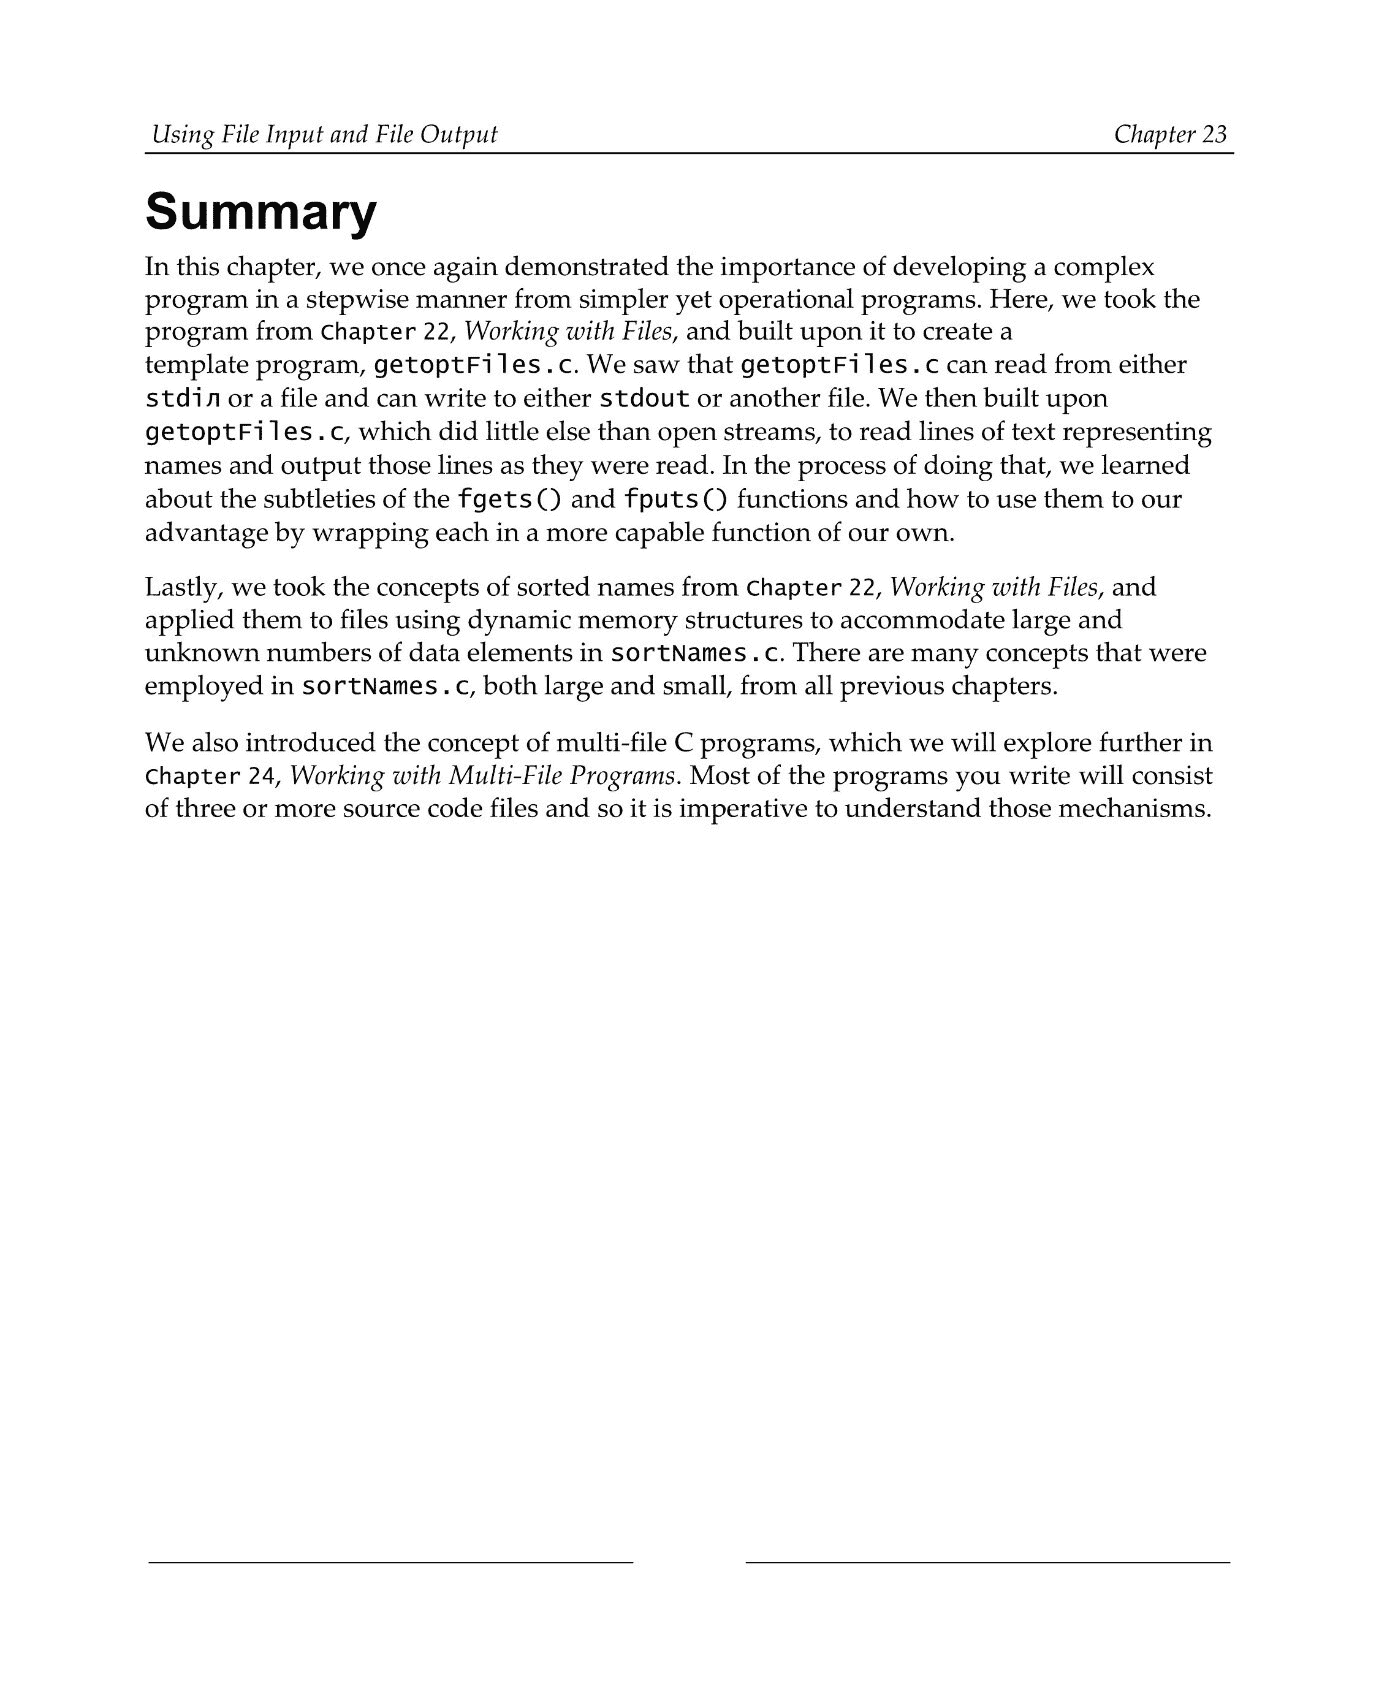 Using File Input and File Output Chapter 23
Summary
In this chapter, we once again demonstrated the importance of developing a complex
program in a stepwise manner from simpler yet operational programs. Here, we took the
program from Chapter 22, Working with Files, and built upon it to create a
template program, getoptFiles.c. We saw that getoptFiles.c can read from either
stdiл or a file and can write to either stdout or another file. We then built upon
getoptFiles.c, which did little else than open streams, to read lines of text representing
names and output those lines as they were read. In the process of doing that, we learned
about the subtleties of the fgets() and fputs() functions and how to use them to our
advantage by wrapping each in a more capable function of our own.
Lastly, we took the concepts of sorted names from Chapter 22, Working with Files, and
applied them to files using dynamic memory structures to accommodate large and
unknown numbers of data elements in sortNames.c. There are many concepts that were
employed in sortNames.c, both large and small, from all previous chapters.
We also introduced the concept of multi-file C programs, which we will explore further in
Chapter 24, Working with Multi-File Programs. Most of the programs you write will consist
of three or more source code files and so it is imperative to understand those mechanisms.